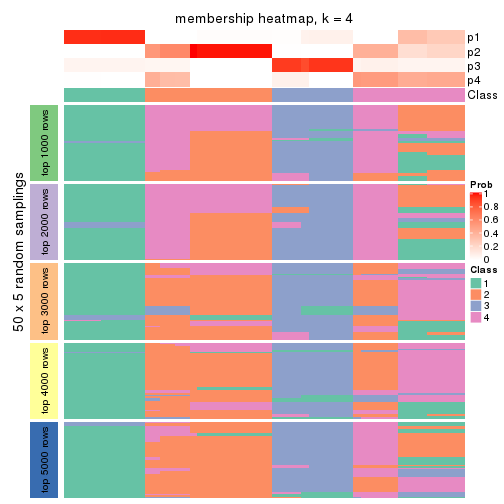 membership heatmap, k = 4
p1
p2
p3
p4
Class
50 x 5 random samplings
top 1000 rows
top 2000 rows
top 3000 rows
top 4000 rows
top 5000 rows
Prob
1
0.8
0.6
0.4
0.2
0
Class
1
2
3
4